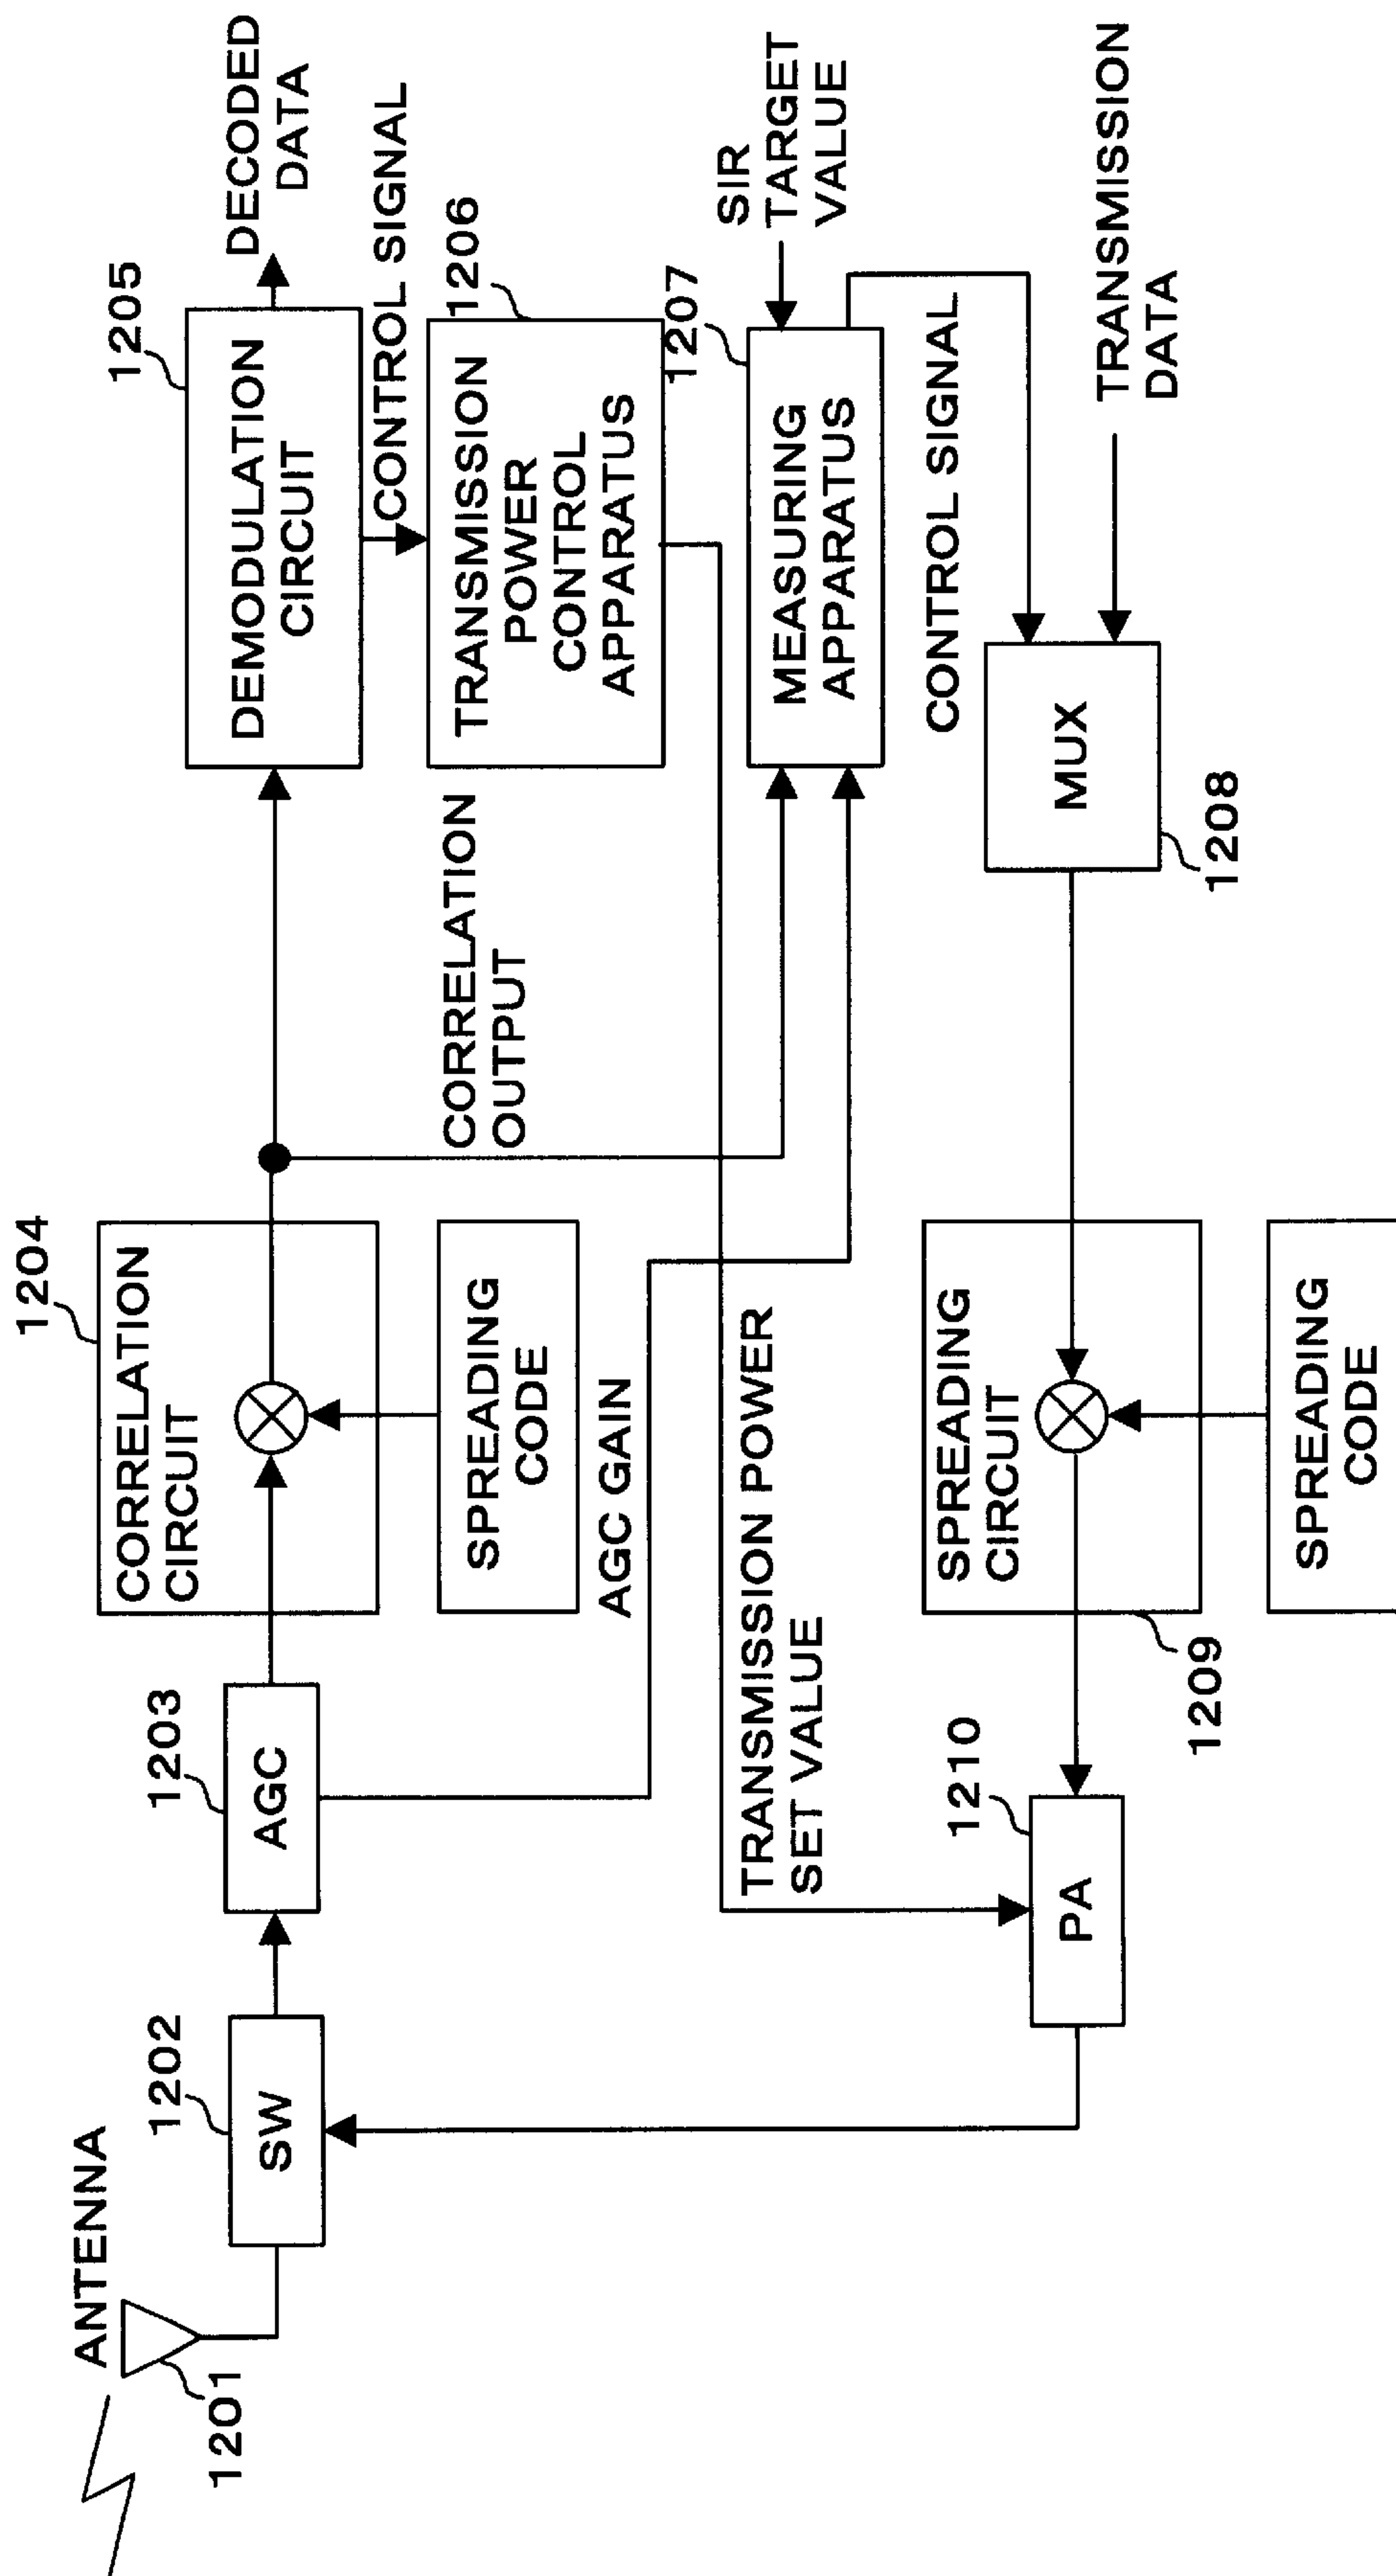 ANTENNA
1201
1202
SW
1203
AGC
1204
CORRELATION
CIRCUIT
SPREADING
CODE
AGC GAIN
CORRELATION
OUTPUT
1205
DEMODULATION
CIRCUIT
DECODED
DATA
CONTROL SIGNAL
1206
TRANSMISSION
POWER
CONTROL
APPARATUS
1207
MEASURING
APPARATUS
SIR
TARGET
VALUE
TRANSMISSION POWER
SET VALUE
CONTROL SIGNAL
TRANSMISSION
DATA
MUX
1208
SPREADING
CIRCUIT
1209
SPREADING
CODE
1210
PA